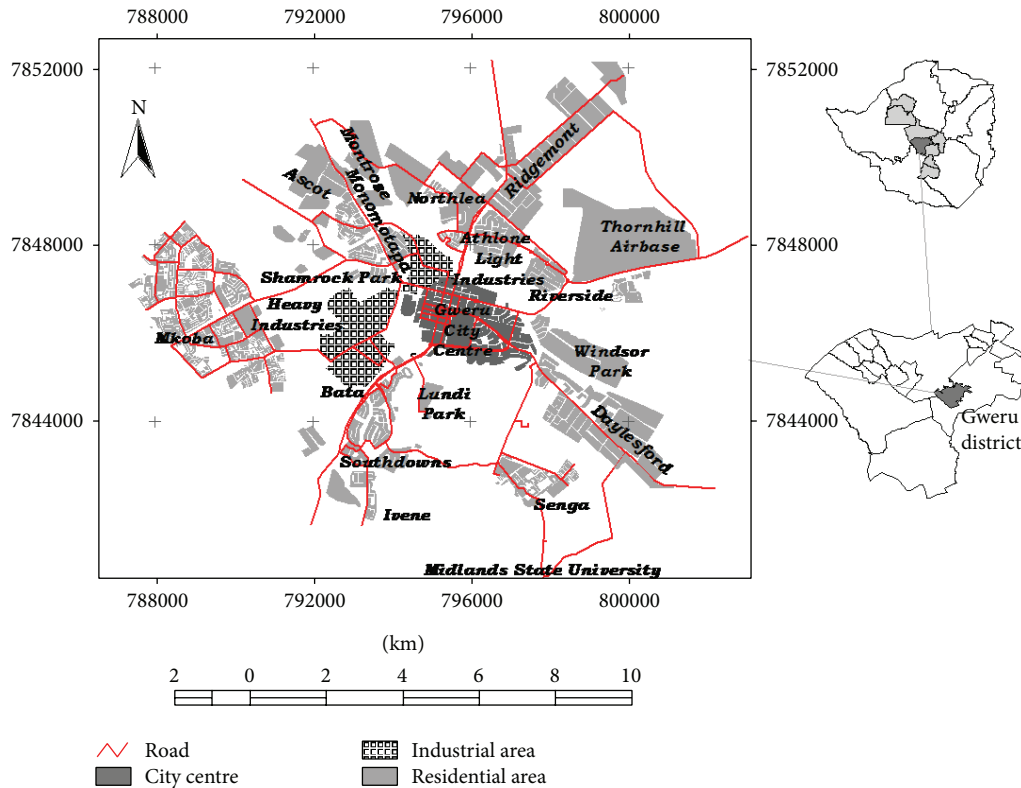 788000 792000 796000 800000
7852000
7852000
N
Montrose
Monomotapa
Ascot
Ridgemont
Northlea
Thornhill
Airbase
7848000
7848000
Athlone
Light
Industries
Shamrock Park
Riverside
Heavy
Industries
Gweru
City
Centre
Mkoba
Windsor
Park
Bata
Lundi
Park
7844000
7844000
Daylesford
Gweru
district
Southdowns
Senga
Ivene
Midlands State University
788000 792000 796000 800000
(km)
2 0 2 4 6 8 10
Road
Industrial area
City centre
Residential area